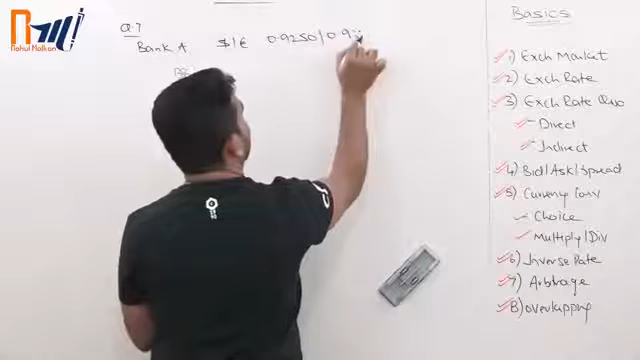 Rahul Malkan
Q.7
Bank A $1€ 0.9250/0.9
Basics
1) Exch Market
2) Exch Rate
3) Exch Rate Quo
- Direct
- Indirect
4) Bid/Ask/Spread
5) Currency Conv
Choice
Multiply/Div
6) Inverse Rate
7) Arbitrage
8) overlapping